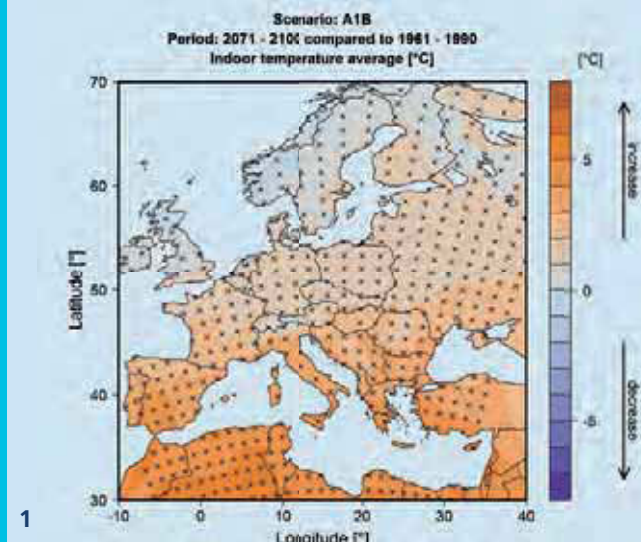 Scenario: A1B
Period: 2071 - 2100 compared to 1961 - 1990
Indoor temperature average [°C]
[°C]
70
60
50
40
30
Latitude [°]
-10
0
10
20
30
40
Longitude [°]
5
0
-5
increase
decrease
1